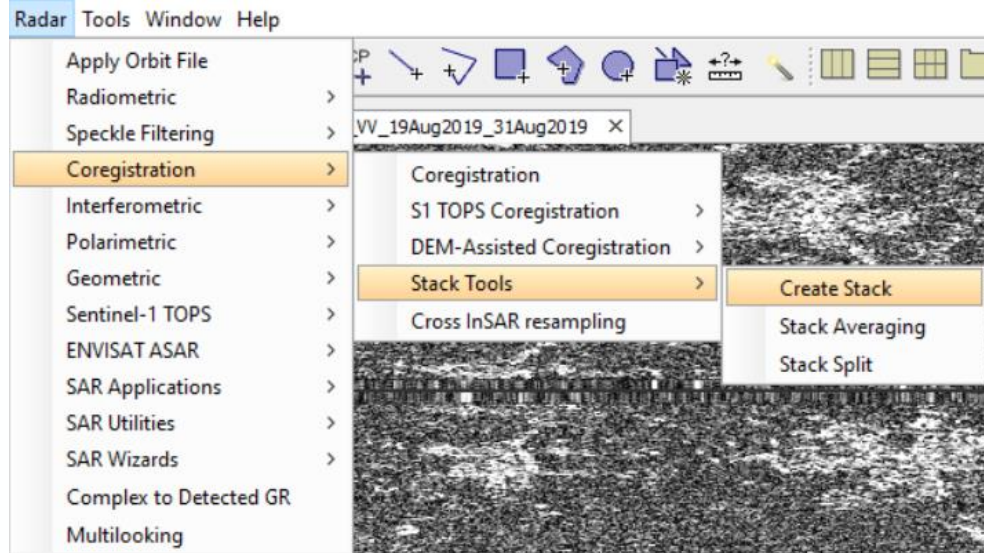 Radar Tools Window Help
Apply Orbit File
Radiometric
Speckle Filtering
Coregistration
Interferometric
Polarimetric
Geometric
Sentinel-1 TOPS
ENVISAT ASAR
SAR Applications
SAR Utilities
SAR Wizards
Complex to Detected GR
Multilooking
CP
_VV_19Aug2019_31Aug2019
Coregistration
S1 TOPS Coregistration
DEM-Assisted Coregistration
Stack Tools
Cross InSAR resampling
Create Stack
Stack Averaging
Stack Split